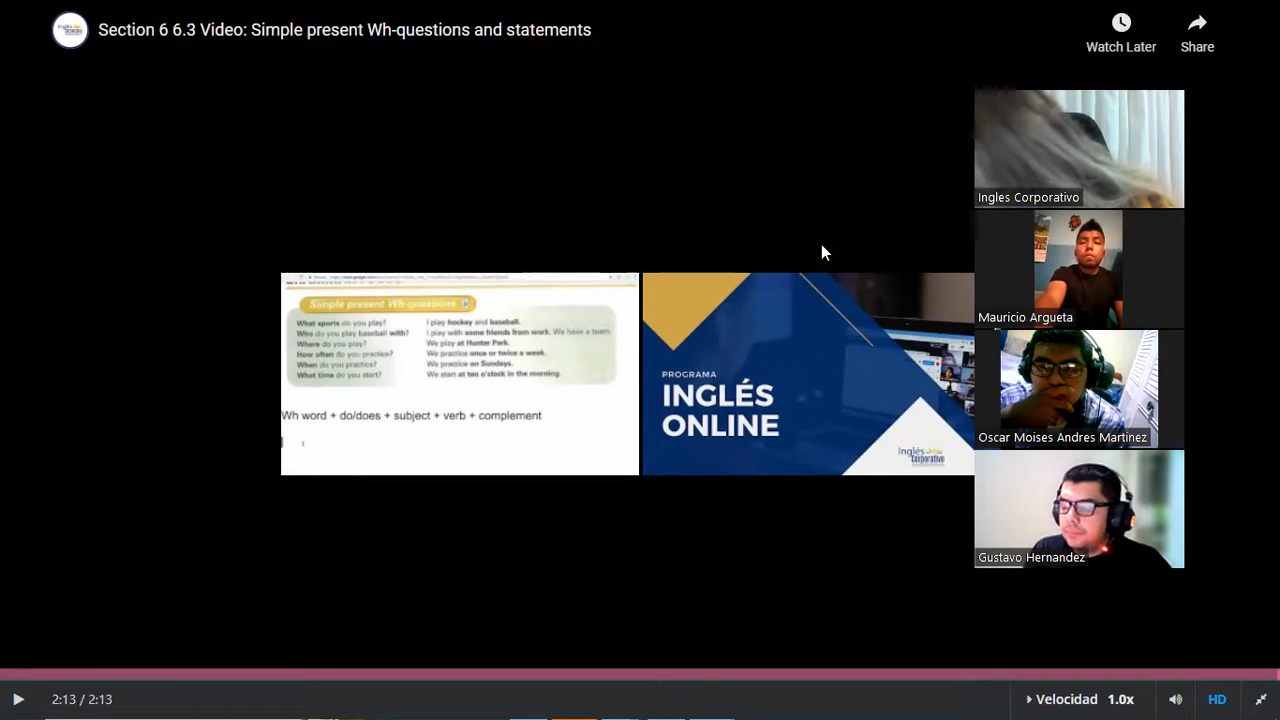 Section 6 6.3 Video: Simple present Wh-questions and statements
Watch Later
Share
Ingles Corporativo
Mauricio Argueta
Oscar Moises Andres Martinez
Gustavo Hernandez
Simple present Wh-questions
What sports do you play? I play hockey and baseball.
Who do you play baseball with? I play with some friends from work. We have a team.
Where do you play? We play at Hunter Park.
How often do you practice? We practice once or twice a week.
When do you practice? We practice on Sundays.
What time do you start? We start at ten o'clock in the morning.
Wh word + do/does + subject + verb + complement
PROGRAMA
INGLÉS
ONLINE
Inglés
Corporativo
2:13 / 2:13
Velocidad 1.0x
HD